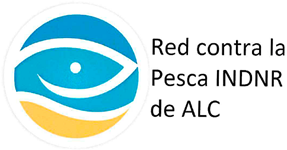 Red contra la
Pesca INDNR
de ALC